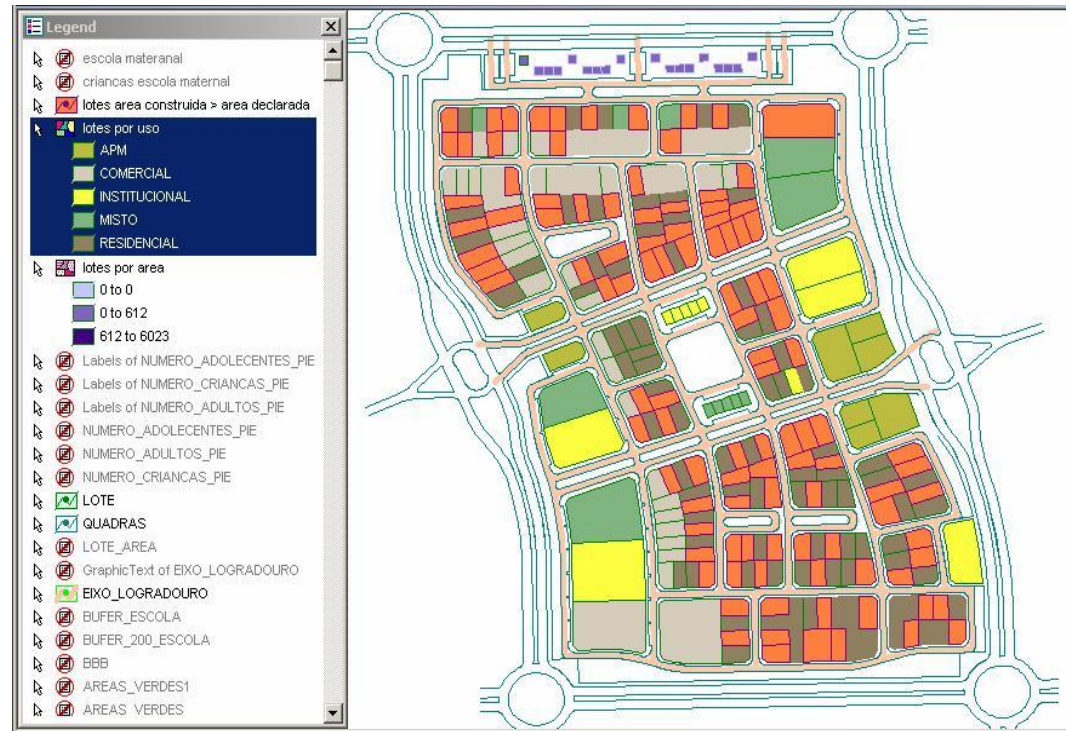 Legend
escola materanal
criancas escola maternal
lotes area construida > area declarada
lotes por uso
APM
COMERCIAL
INSTITUCIONAL
MISTO
RESIDENCIAL
lotes por area
0 to 0
0 to 612
612 to 6023
Labels of NUMERO_ADOLECENTES_PIE
Labels of NUMERO_CRIANCAS_PIE
Labels of NUMERO_ADULTOS_PIE
NUMERO_ADOLECENTES_PIE
NUMERO_ADULTOS_PIE
NUMERO_CRIANCAS_PIE
LOTE
QUADRAS
LOTE_AREA
GraphicText of EIXO_LOGRADOURO
EIXO_LOGRADOURO
BUFER_ESCOLA
BUFER_200_ESCOLA
BBB
AREAS_VERDES1
AREAS_VERDES